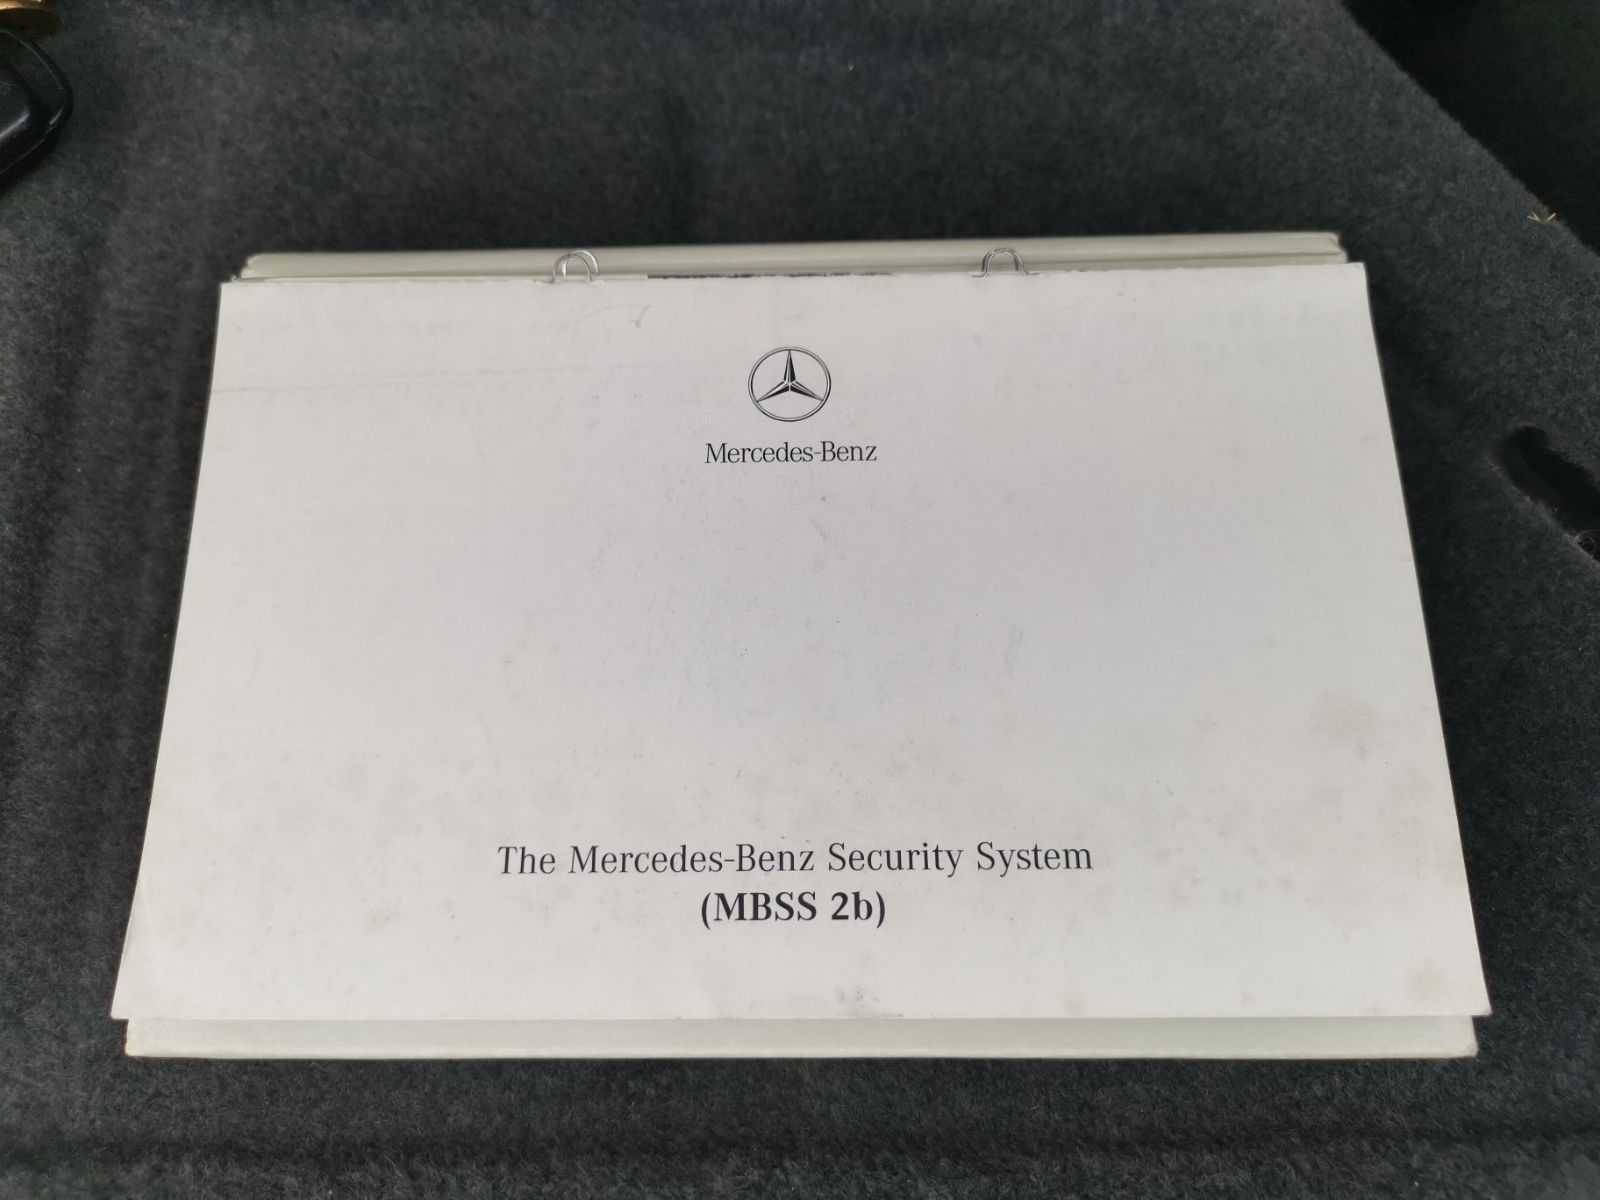 Mercedes-Benz
The Mercedes-Benz Security System
(MBSS 2b)